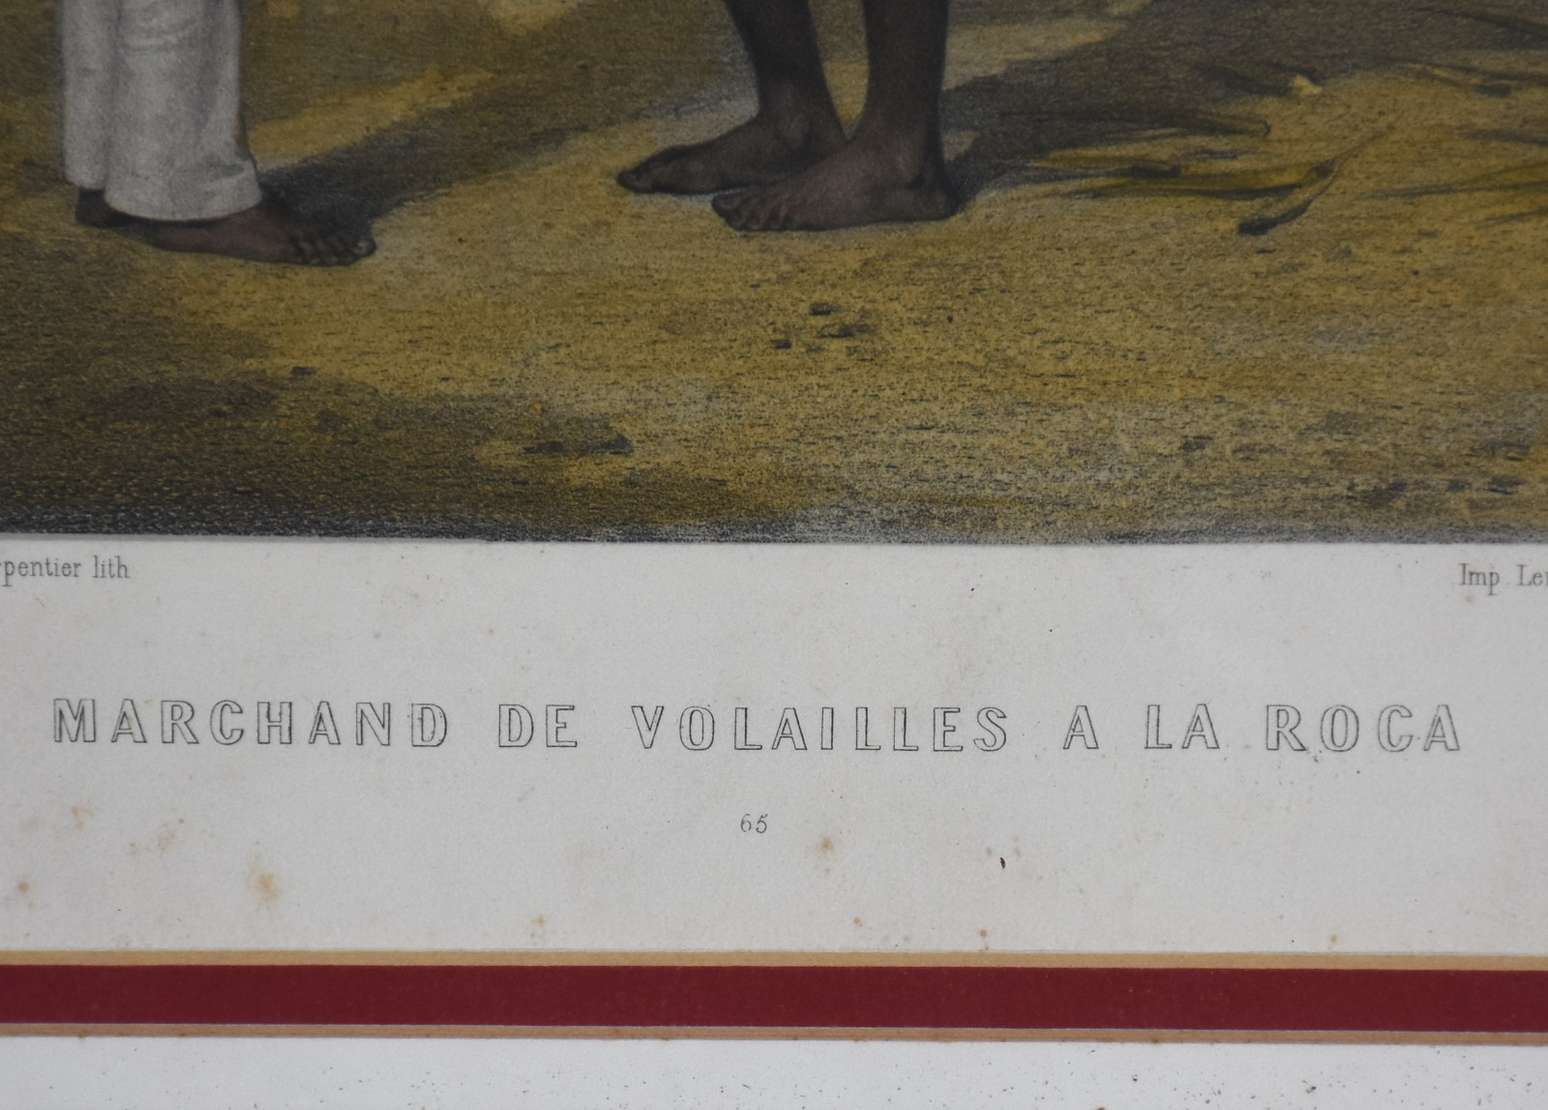 rpentier lith
Imp Le
MARCHAND DE VOLAILLES A LA ROCA
65